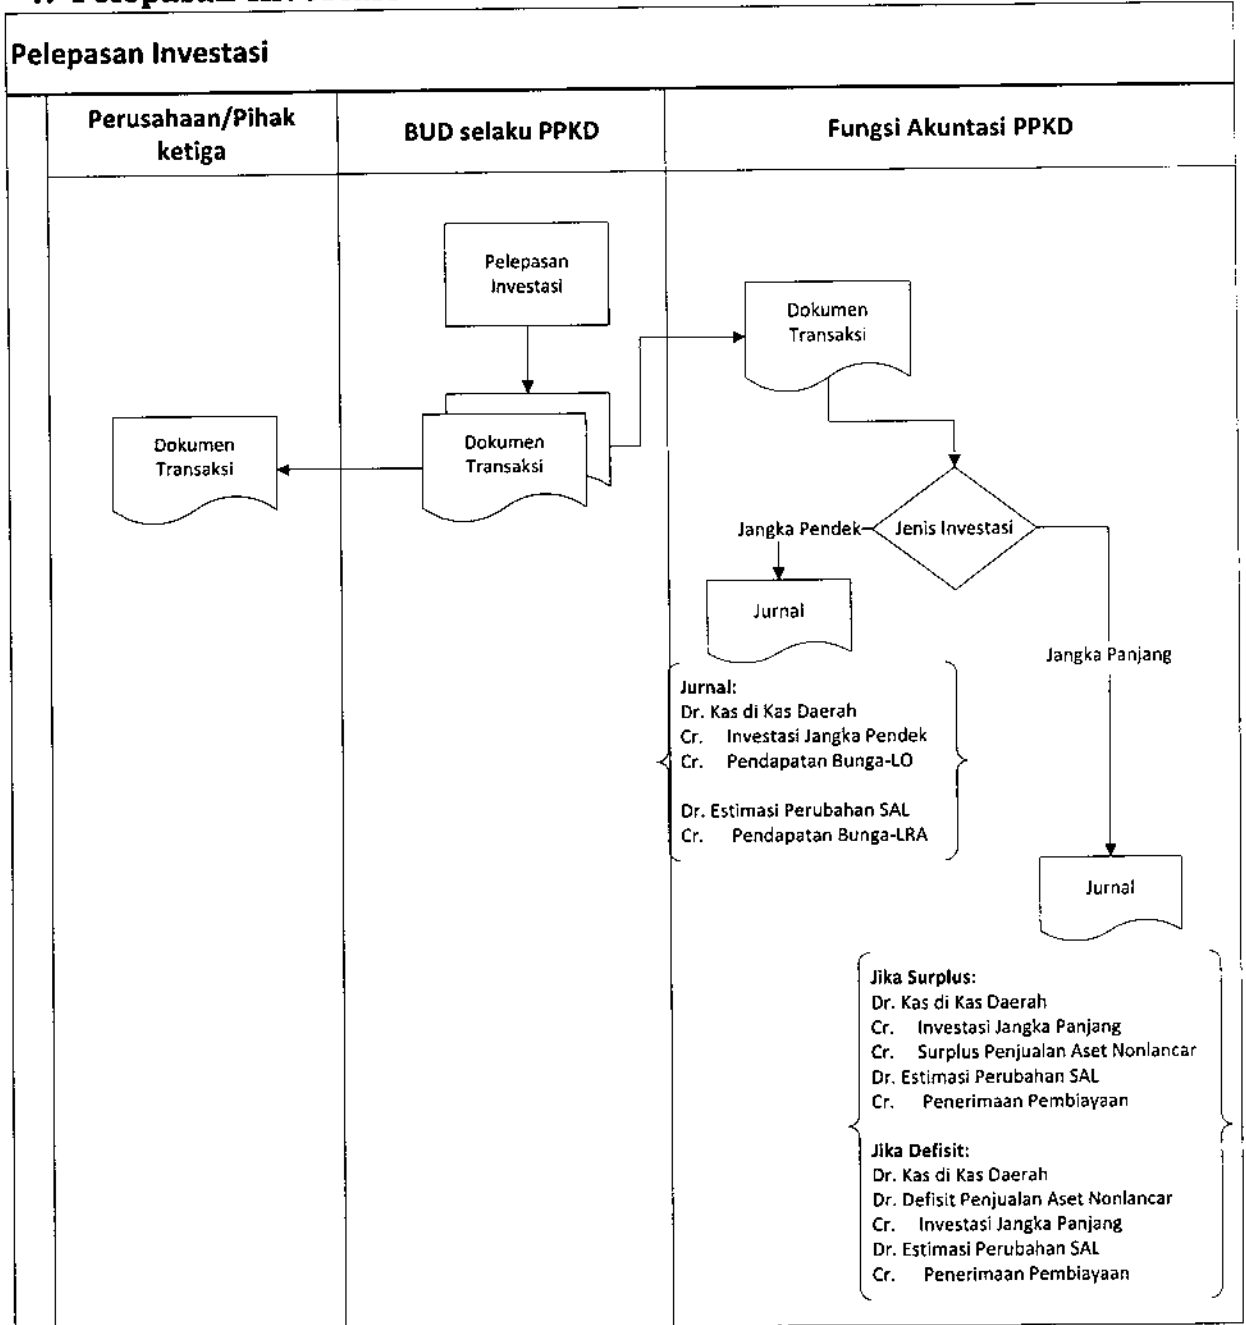 Pelepasan Investasi
Perusahaan/Pihak
ketiga
BUD selaku PPKD
Fungsi Akuntasi PPKD
Pelepasan
Investasi
Dokumen
Transaksi
Dokumen
Transaksi
Dokumen
Transaksi
Jangka Pendek
Jenis Investasi
Jurnal
Jangka Panjang
Jurnal:
Dr. Kas di Kas Daerah
Cr. Investasi Jangka Pendek
Cr. Pendapatan Bunga-LO
Dr. Estimasi Perubahan SAL
Cr. Pendapatan Bunga-LRA
Jurnal
Jika Surplus:
Dr. Kas di Kas Daerah
Cr. Investasi Jangka Panjang
Cr. Surplus Penjualan Aset Nonlancar
Dr. Estimasi Perubahan SAL
Cr. Penerimaan Pembiayaan
Jika Defisit:
Dr. Kas di Kas Daerah
Dr. Defisit Penjualan Aset Nonlancar
Cr. Investasi Jangka Panjang
Dr. Estimasi Perubahan SAL
Cr. Penerimaan Pembiayaan